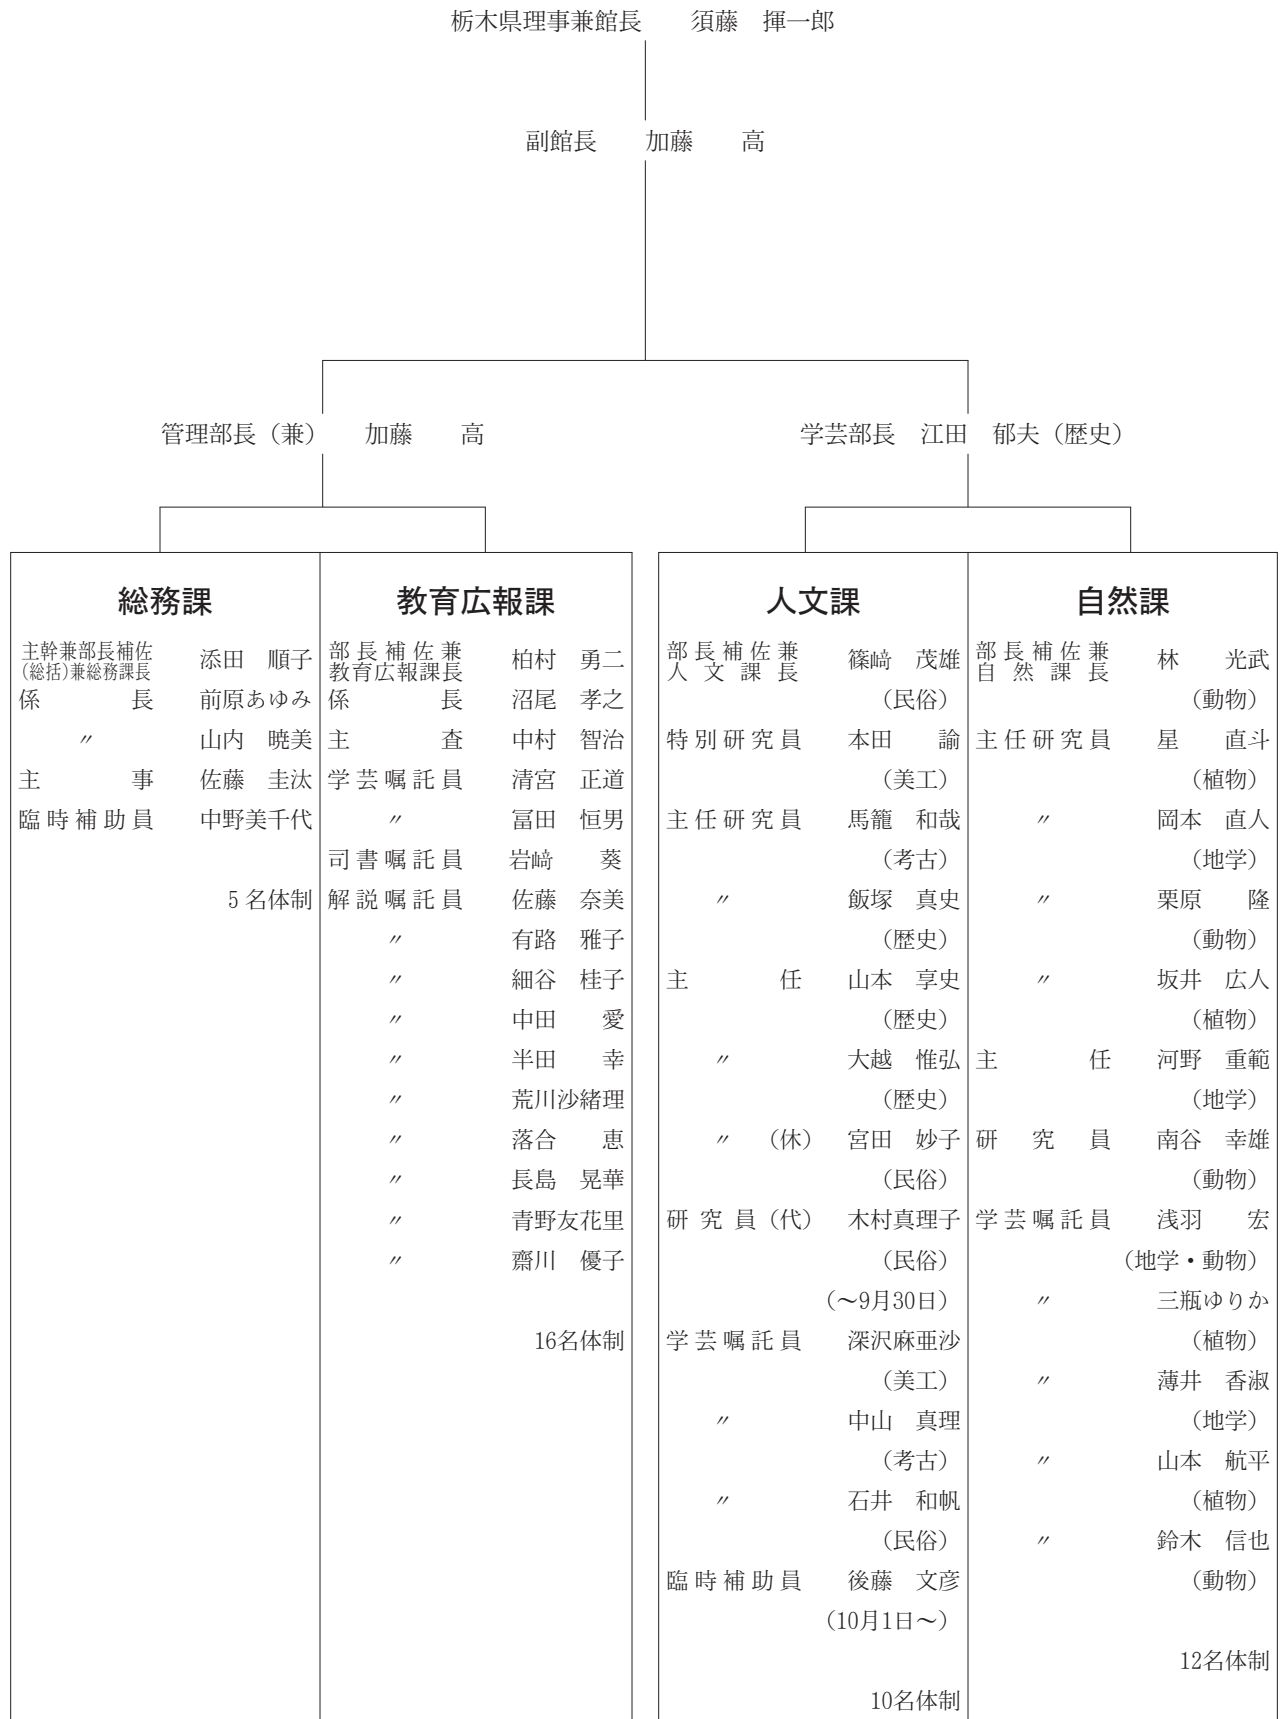 栃木県理事兼館長　須藤　揮一郎
副館長　加藤　高
管理部長（兼）　加藤　高
学芸部長　江田　郁夫（歴史）
総務課
主幹兼部長補佐
(総括)兼総務課長　添田　順子
係長　前原あゆみ
〃　山内　暁美
主事　佐藤　圭汰
臨時補助員　中野美千代
5名体制
教育広報課
部長補佐兼
教育広報課長　柏村　勇二
係長　沼尾　孝之
主査　中村　智治
学芸嘱託員　清宮　正道
〃　冨田　恒男
司書嘱託員　岩﨑　葵
解説嘱託員　佐藤　奈美
〃　有路　雅子
〃　細谷　桂子
〃　中田　愛
〃　半田　幸
〃　荒川沙緒理
〃　落合　恵
〃　長島　晃華
〃　青野友花里
〃　齋川　優子
16名体制
人文課
部長補佐兼
人文課長　篠﨑　茂雄
（民俗）
特別研究員　本田　諭
（美工）
主任研究員　馬籠　和哉
（考古）
〃　飯塚　真史
（歴史）
主任　山本　享史
（歴史）
〃　大越　惟弘
（歴史）
〃　（休）　宮田　妙子
（民俗）
研究員（代）　木村真理子
（民俗）
（～9月30日）
学芸嘱託員　深沢麻亜沙
（美工）
〃　中山　真理
（考古）
〃　石井　和帆
（民俗）
臨時補助員　後藤　文彦
（10月1日～）
10名体制
自然課
部長補佐兼
自然課長　林　光武
（動物）
主任研究員　星　直斗
（植物）
〃　岡本　直人
（地学）
〃　栗原　隆
（動物）
〃　坂井　広人
（植物）
主任　河野　重範
（地学）
研究員　南谷　幸雄
（動物）
学芸嘱託員　浅羽　宏
（地学・動物）
〃　三瓶ゆりか
（植物）
〃　薄井　香淑
（地学）
〃　山本　航平
（植物）
〃　鈴木　信也
（動物）
12名体制